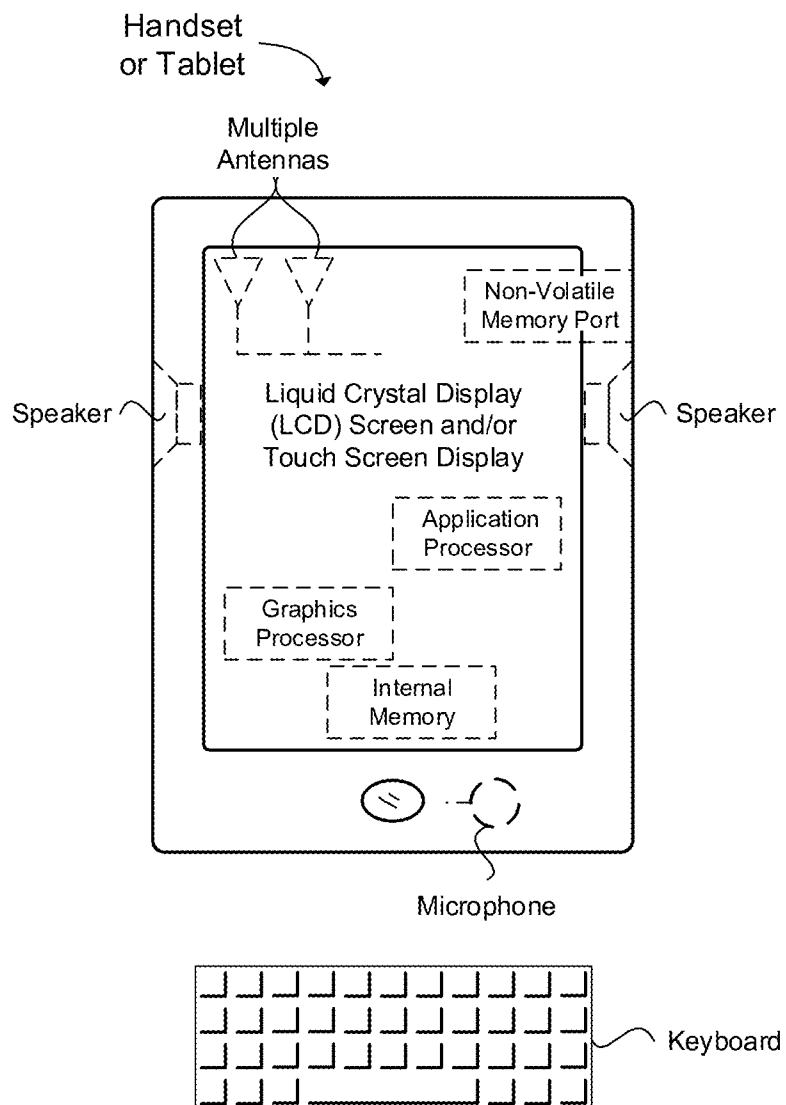 Handset
or Tablet
Multiple
Antennas
Non-Volatile
Memory Port
Speaker
Liquid Crystal Display
(LCD) Screen and/or
Touch Screen Display
Speaker
Application
Processor
Graphics
Processor
Internal
Memory
Microphone
Keyboard